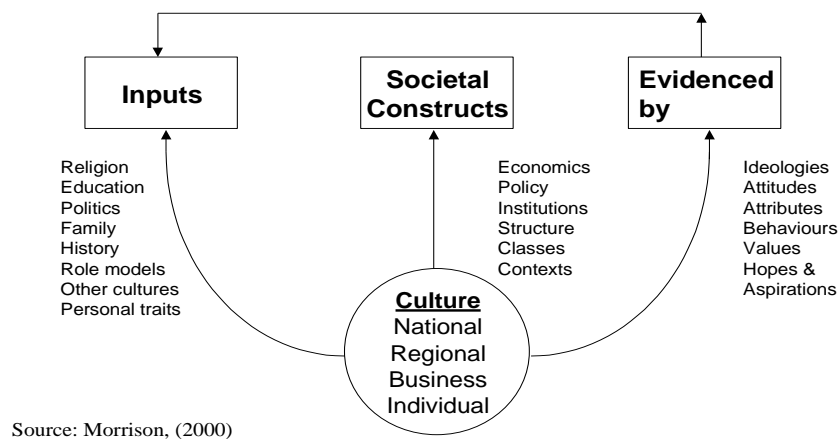 Inputs
Societal
Constructs
Evidenced
by
Religion
Education
Politics
Family
History
Role models
Other cultures
Personal traits
Economics
Policy
Institutions
Structure
Classes
Contexts
Ideologies
Attitudes
Attributes
Behaviours
Values
Hopes &
Aspirations
Culture
National
Regional
Business
Individual
Source: Morrison, (2000)